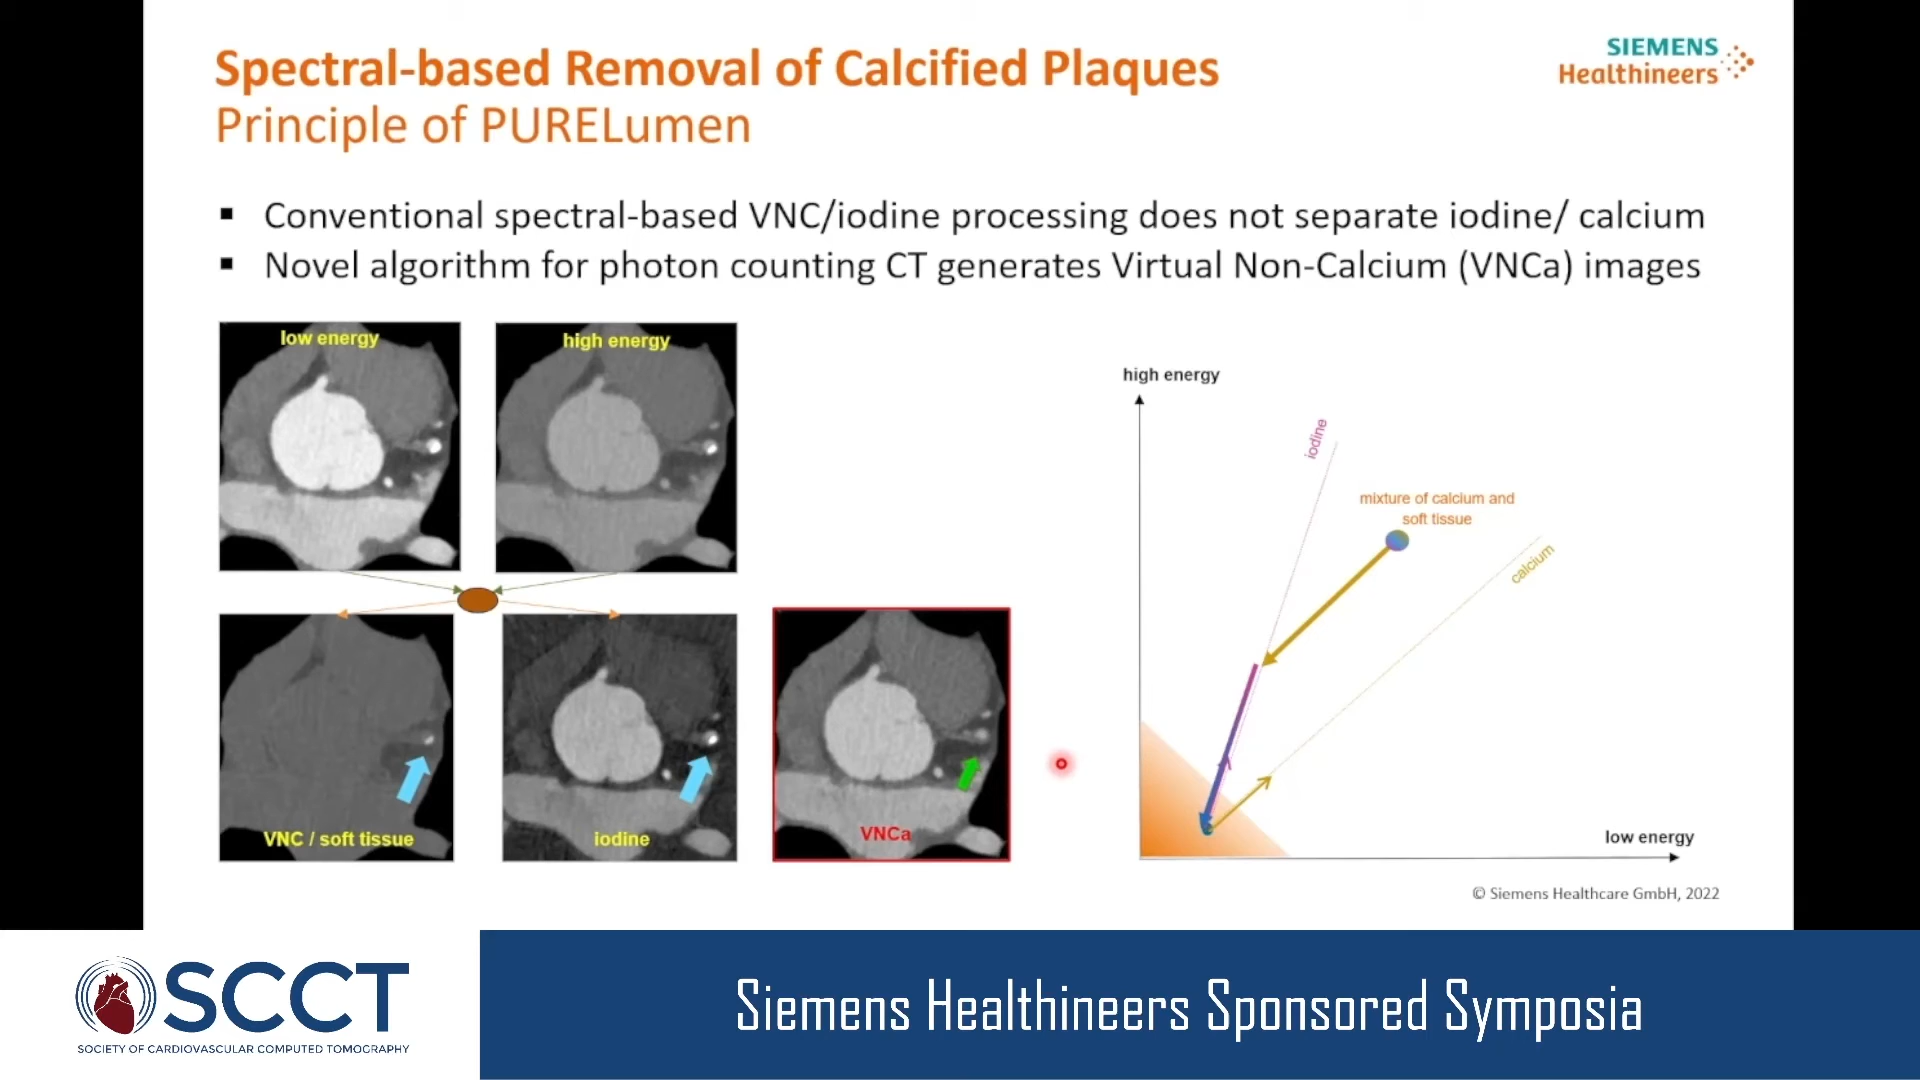 Spectral-based Removal of Calcified Plaques
Principle of PURELumen
SIEMENS
Healthineers
▪ Conventional spectral-based VNC/iodine processing does not separate iodine/ calcium
▪ Novel algorithm for photon counting CT generates Virtual Non-Calcium (VNCa) images
low energy
high energy
VNC / soft tissue
iodine
VNCa
high energy
iodine
mixture of calcium and
soft tissue
calcium
low energy
© Siemens Healthcare GmbH, 2022
SCCT
SOCIETY OF CARDIOVASCULAR COMPUTED TOMOGRAPHY
Siemens Healthineers Sponsored Symposia